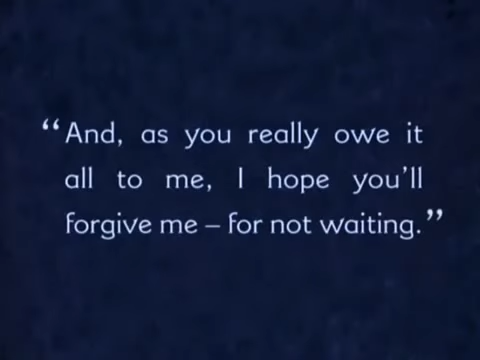 “And, as you really owe it
all to me, I hope you’ll
forgive me – for not waiting.”